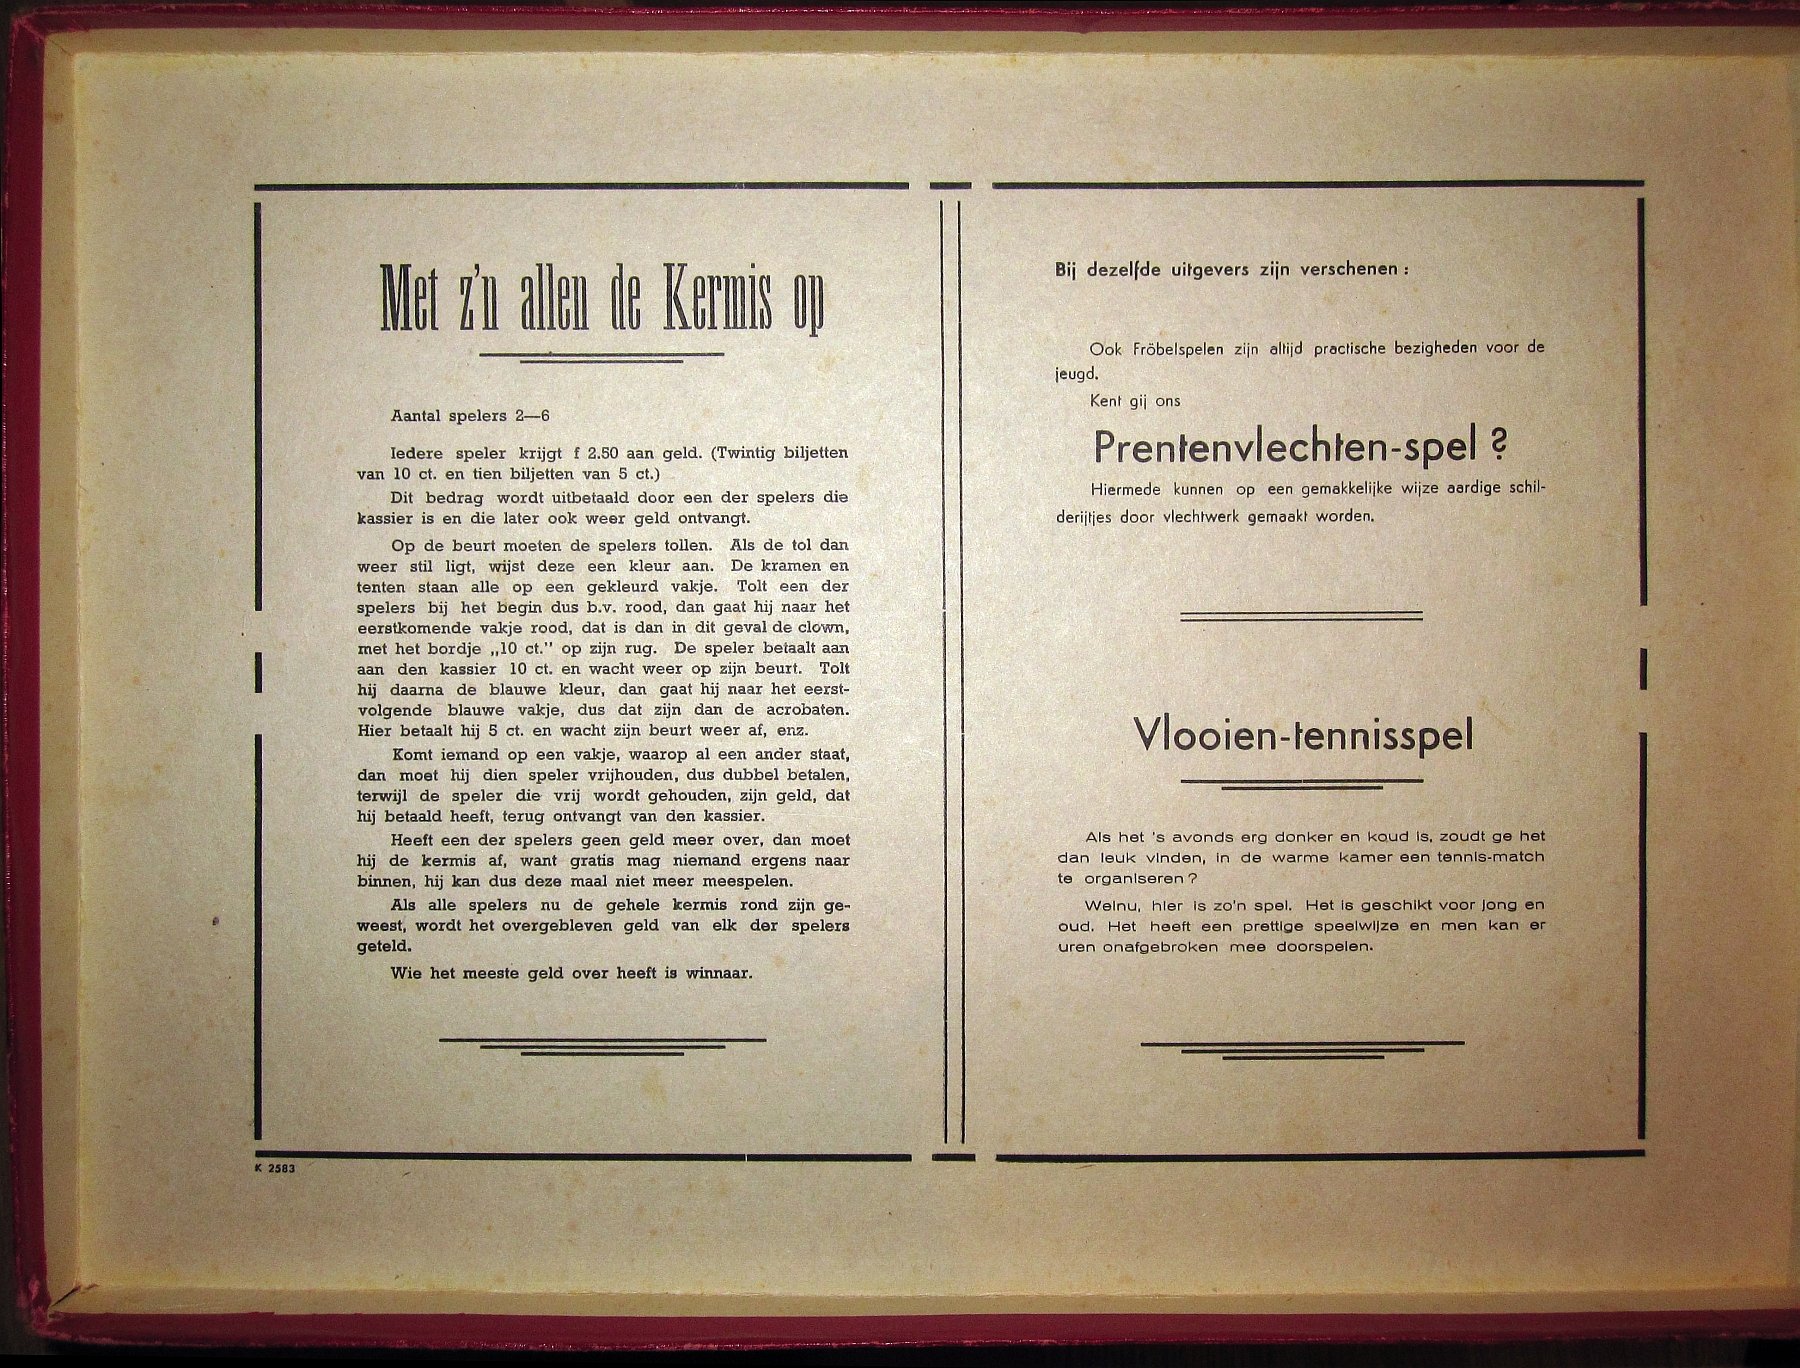 Met z'n allen de Kermis op
Aantal spelers 2—6
Iedere speler krijgt f 2.50 aan geld. (Twintig biljetten
van 10 ct. en tien biljetten van 5 ct.)
Dit bedrag wordt uitbetaald door een der spelers die
kassier is en die later ook weer geld ontvangt.
Op de beurt moeten de spelers tollen. Als de tol dan
weer stil ligt, wijst deze een kleur aan. De kramen en
tenten staan alle op een gekleurd vakje. Tolt een der
spelers bij het begin dus b.v. rood, dan gaat hij naar het
eerstkomende vakje rood, dat is dan in dit geval de clown,
met het bordje „10 ct." op zijn rug. De speler betaalt aan
aan den kassier 10 ct. en wacht weer op zijn beurt. Tolt
hij daarna de blauwe kleur, dan gaat hij naar het eerst-
volgende blauwe vakje, dus dat zijn dan de acrobaten.
Hier betaalt hij 5 ct. en wacht zijn beurt weer af, enz.
Komt iemand op een vakje, waarop al een ander staat,
dan moet hij dien speler vrijhouden, dus dubbel betalen,
terwijl de speler die vrij wordt gehouden, zijn geld, dat
hij betaald heeft, terug ontvangt van den kassier.
Heeft een der spelers geen geld meer over, dan moet
hij de kermis af, want gratis mag niemand ergens naar
binnen, hij kan dus deze maal niet meer meespelen.
Als alle spelers nu de gehele kermis rond zijn ge-
weest, wordt het overgebleven geld van elk der spelers
geteld.
Wie het meeste geld over heeft is winnaar.
K 2583
Bij dezelfde uitgevers zijn verschenen :
Ook Fröbelspelen zijn altijd practische bezigheden voor de
jeugd.
Kent gij ons
Prentenvlechten-spel ?
Hiermede kunnen op een gemakkelijke wijze aardige schil-
derijtjes door vlechtwerk gemaakt worden.
Vlooien-tennisspel
Als het 's avonds erg donker en koud is, zoudt ge het
dan leuk vinden, in de warme kamer een tennis-match
te organiseren ?
Welnu, hier is zo'n spel. Het is geschikt voor jong en
oud. Het heeft een prettige speelwijze en men kan er
uren onafgebroken mee doorspelen.